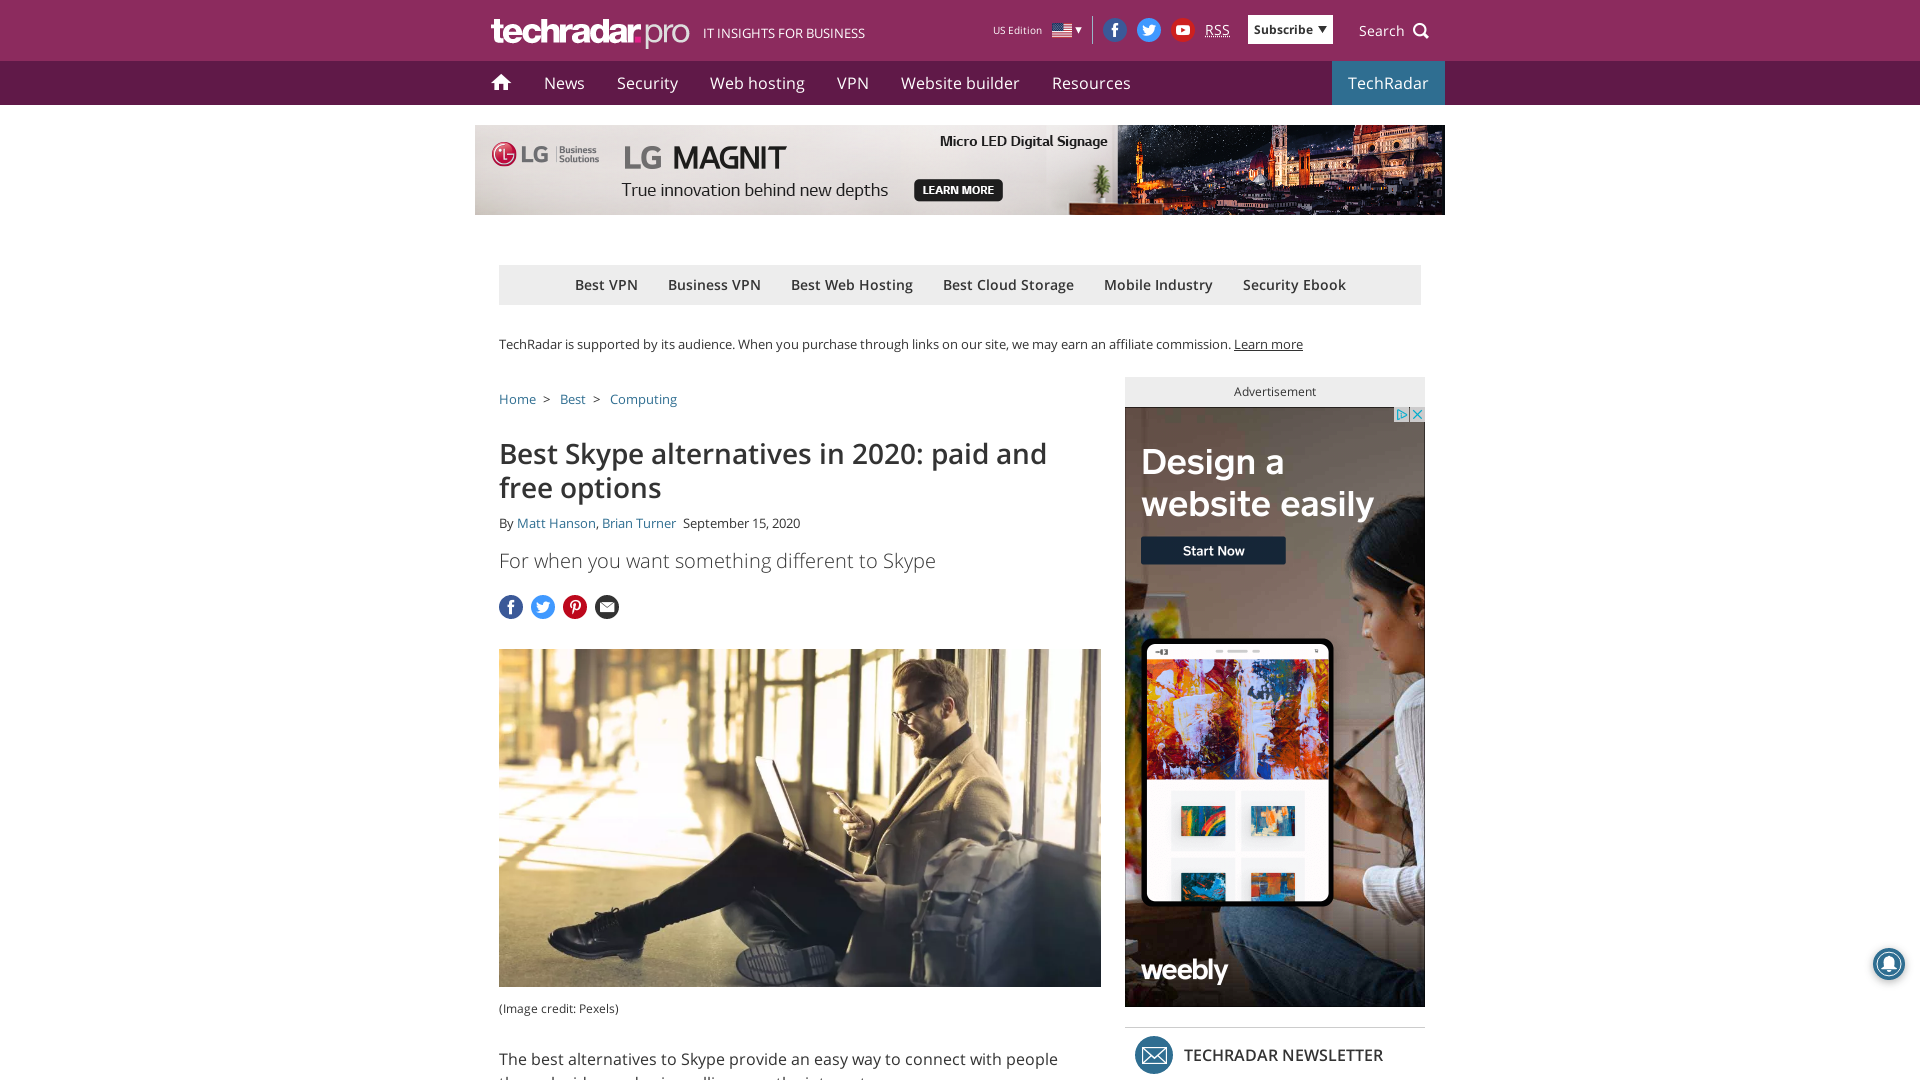 techradar.pro IT INSIGHTS FOR BUSINESS
US Edition
RSS
Subscribe
Search
News
Security
Web hosting
VPN
Website builder
Resources
TechRadar
LG Business Solutions
LG MAGNIT
True innovation behind new depths
LEARN MORE
Micro LED Digital Signage
Best VPN
Business VPN
Best Web Hosting
Best Cloud Storage
Mobile Industry
Security Ebook
TechRadar is supported by its audience. When you purchase through links on our site, we may earn an affiliate commission. Learn more
Home > Best > Computing
Best Skype alternatives in 2020: paid and
free options
By Matt Hanson, Brian Turner September 15, 2020
For when you want something different to Skype
(Image credit: Pexels)
The best alternatives to Skype provide an easy way to connect with people
Advertisement
Design a
website easily
Start Now
weebly
TECHRADAR NEWSLETTER